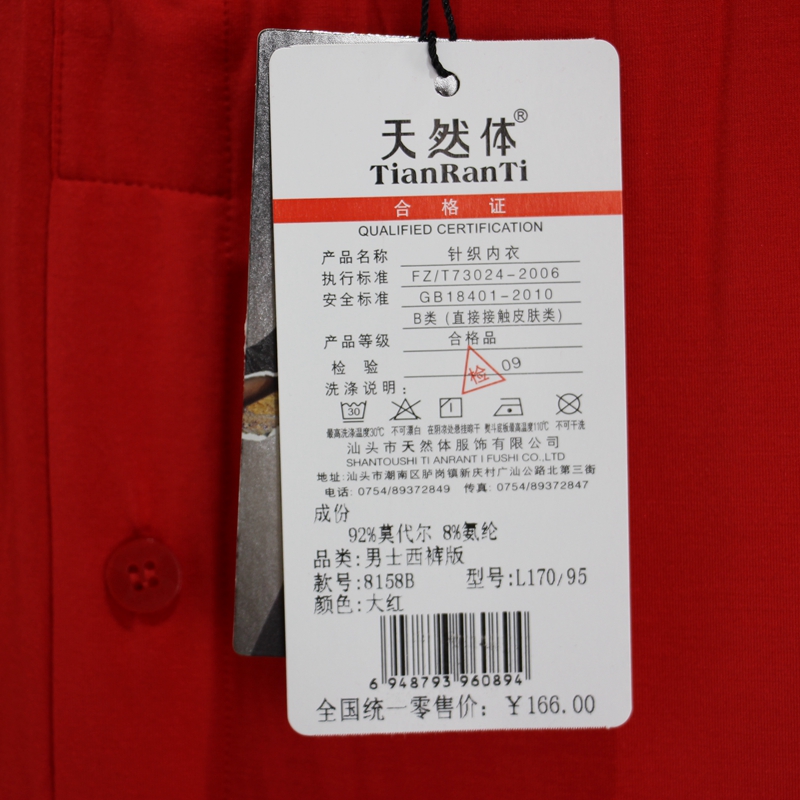 天然体®
TianRanTi
合格证
QUALIFIED CERTIFICATION
产品名称 针织内衣
执行标准 FZ/T73024-2006
安全标准 GB18401-2010
B类(直接接触皮肤类)
产品等级 合格品
检验 检 09
洗涤说明:
30
最高洗涤温度30℃ 不可漂白 在阴凉处悬挂晾干 熨斗底板最高温度110℃ 不可干洗
汕头市天然体服饰有限公司
SHANTOUSHI TI ANRANT I FUSHI CO.,LTD
地址:汕头市潮南区胪岗镇新庆村广汕公路北第三街
电话: 0754/89372849 传真: 0754/89372847
成份
92%莫代尔 8%氨纶
品类:男士西裤版
款号:8158B 型号:L170/95
颜色:大红
6 948793 960894
全国统一零售价: ¥166.00